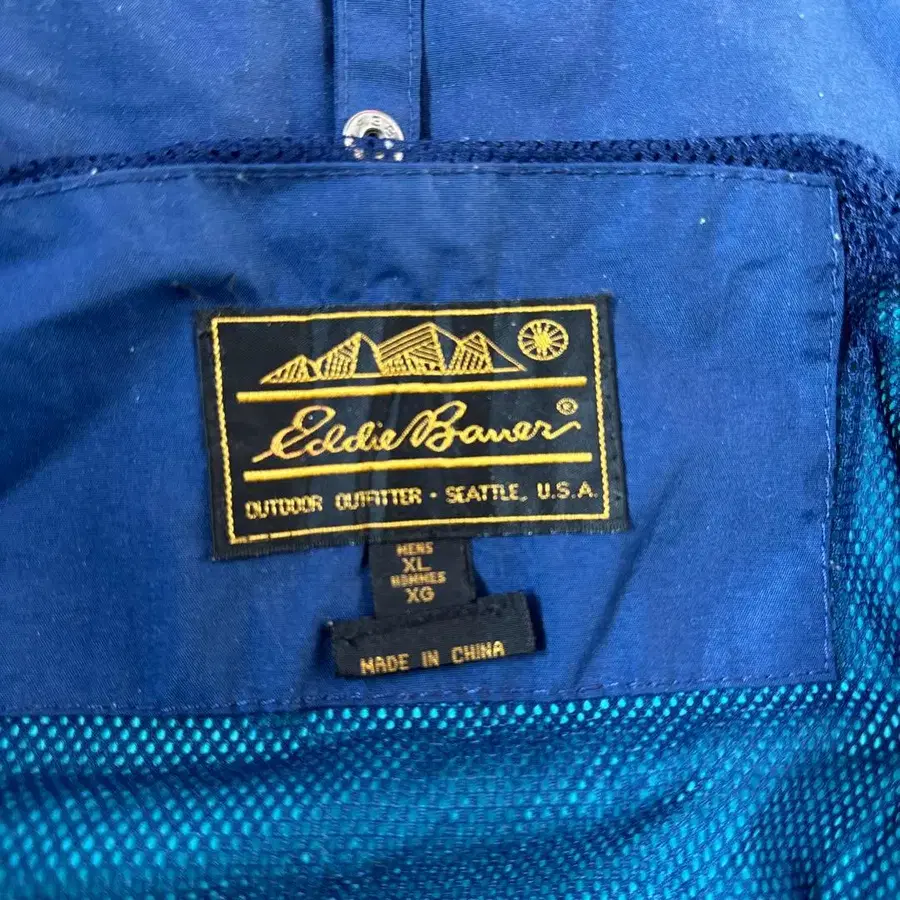 Eddie Bauer®
OUTDOOR OUTFITTER · SEATTLE, U.S.A.
MENS
XL
HOMMES
XG
MADE IN CHINA